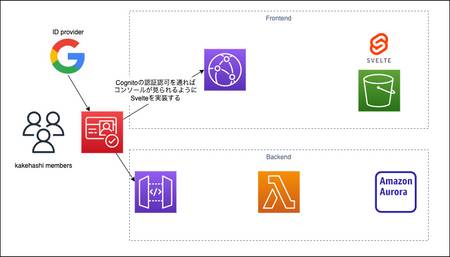 Frontend
ID provider
SVELTE
Cognitoの認証認可を通れば
コンソールが見られるように
Svelteを実装する
kakehashi members
Backend
Amazon
Aurora